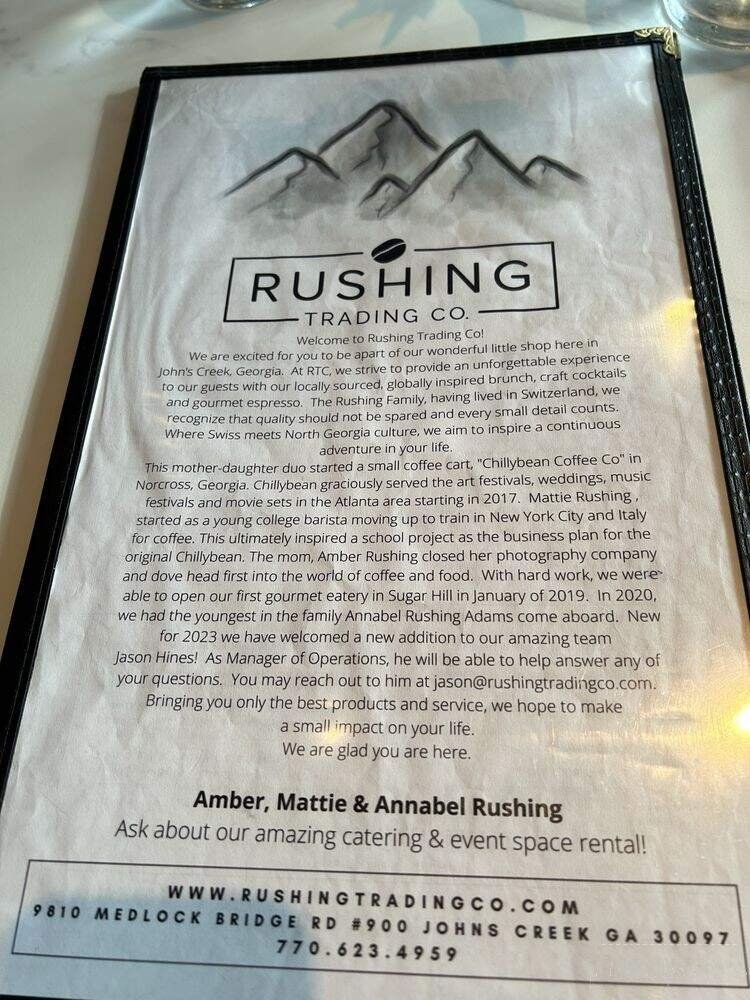 RUSHING
TRADING CO.
Welcome to Rushing Trading Co!
We are excited for you to be apart of our wonderful little shop here in
John's Creek, Georgia. At RTC, we strive to provide an unforgettable experience
to our guests with our locally sourced, globally inspired brunch, craft cocktails
and gourmet espresso. The Rushing Family, having lived in Switzerland, we
recognize that quality should not be spared and every small detail counts.
Where Swiss meets North Georgia culture, we aim to inspire a continuous
adventure in your life.
This mother-daughter duo started a small coffee cart, "Chillybean Coffee Co" in
Norcross, Georgia. Chillybean graciously served the art festivals, weddings, music
festivals and movie sets in the Atlanta area starting in 2017. Mattie Rushing ,
started as a young college barista moving up to train in New York City and Italy
for coffee. This ultimately inspired a school project as the business plan for the
original Chillybean. The mom, Amber Rushing closed her photography company
and dove head first into the world of coffee and food. With hard work, we were
able to open our first gourmet eatery in Sugar Hill in January of 2019. In 2020,
we had the youngest in the family Annabel Rushing Adams come aboard. New
for 2023 we have welcomed a new addition to our amazing team
Jason Hines! As Manager of Operations, he will be able to help answer any of
your questions. You may reach out to him at jason@rushingtradingco.com.
Bringing you only the best products and service, we hope to make
a small impact on your life.
We are glad you are here.
Amber, Mattie & Annabel Rushing
Ask about our amazing catering & event space rental!
WWW.RUSHINGTRADINGCO.COM
9810 MEDLOCK BRIDGE RD #900 JOHNS CREEK GA 30097
770.623.4959